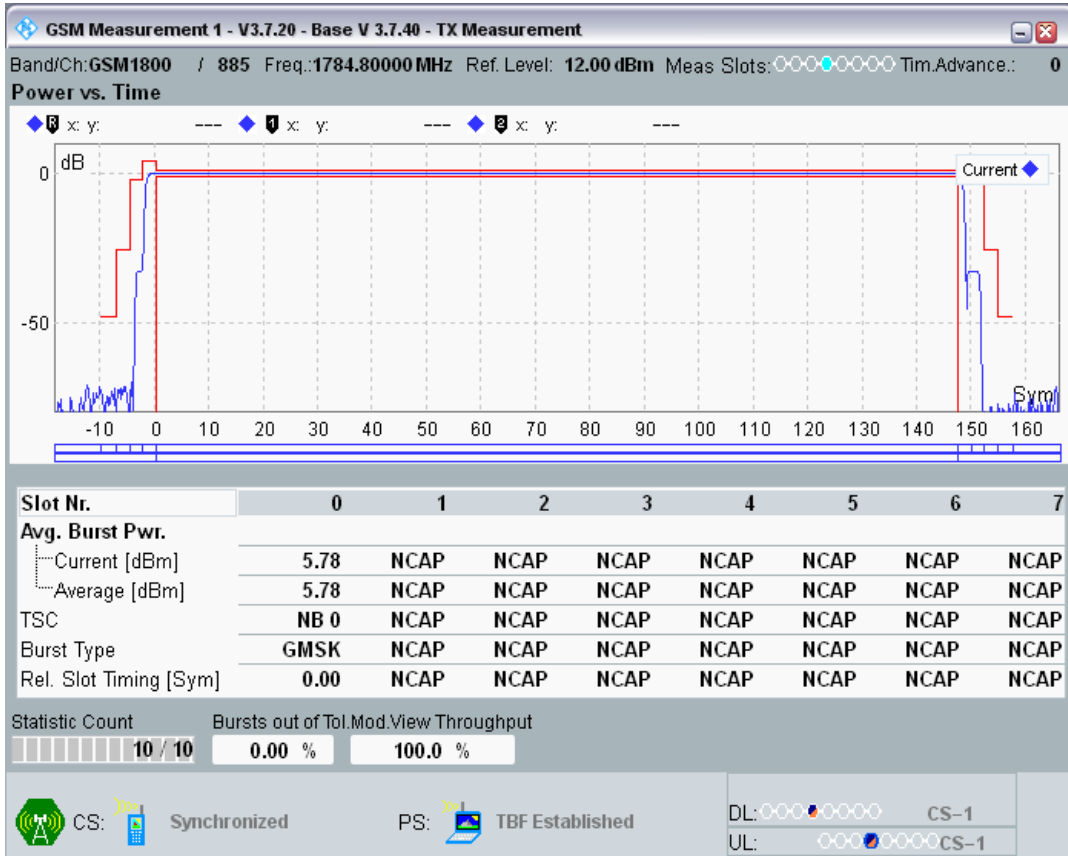 GSM Measurement 1 - V3.7.20 - Base V 3.7.40 - TX Measurement
Band/Ch:GSM1800 / 885 Freq.:1784.80000 MHz Ref. Level: 12.00 dBm Meas Slots: Tim.Advance.: 0
Power vs. Time
R x: y: --- 1 x: y: --- 2 x: y: ---
dB
Current
0
-50
Sym
-10 0 10 20 30 40 50 60 70 80 90 100 110 120 130 140 150 160
Slot Nr. 0 1 2 3 4 5 6 7
Avg. Burst Pwr.
Current [dBm] 5.78 NCAP NCAP NCAP NCAP NCAP NCAP NCAP
Average [dBm] 5.78 NCAP NCAP NCAP NCAP NCAP NCAP NCAP
TSC NB 0 NCAP NCAP NCAP NCAP NCAP NCAP NCAP
Burst Type GMSK NCAP NCAP NCAP NCAP NCAP NCAP NCAP
Rel. Slot Timing [Sym] 0.00 NCAP NCAP NCAP NCAP NCAP NCAP NCAP
Statistic Count Bursts out of Tol.Mod.View Throughput
10 / 10 0.00 % 100.0 %
CS: Synchronized PS: TBF Established
DL: CS-1
UL: CS-1